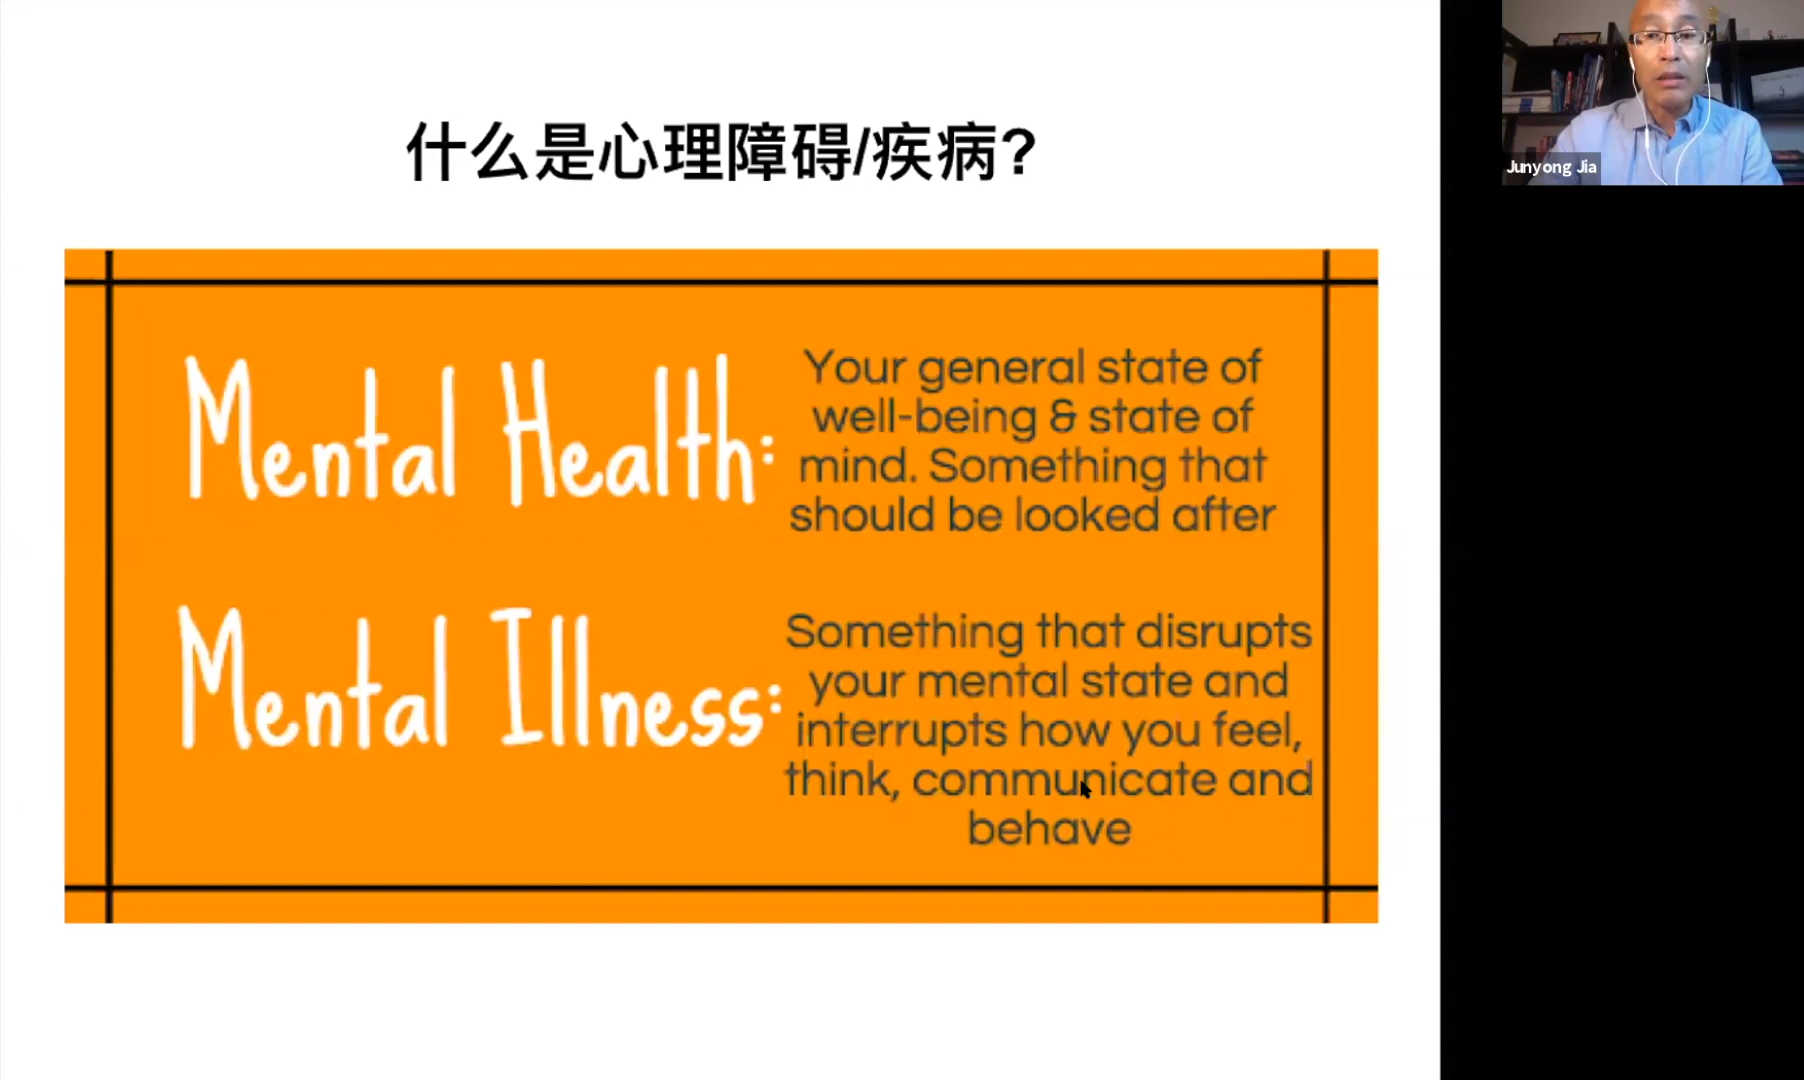 什么是心理障碍/疾病?
Junyong Jia
Mental Health:
Your general state of
well-being & state of
mind. Something that
should be looked after
Mental Illness:
Something that disrupts
your mental state and
interrupts how you feel,
think, communicate and
behave